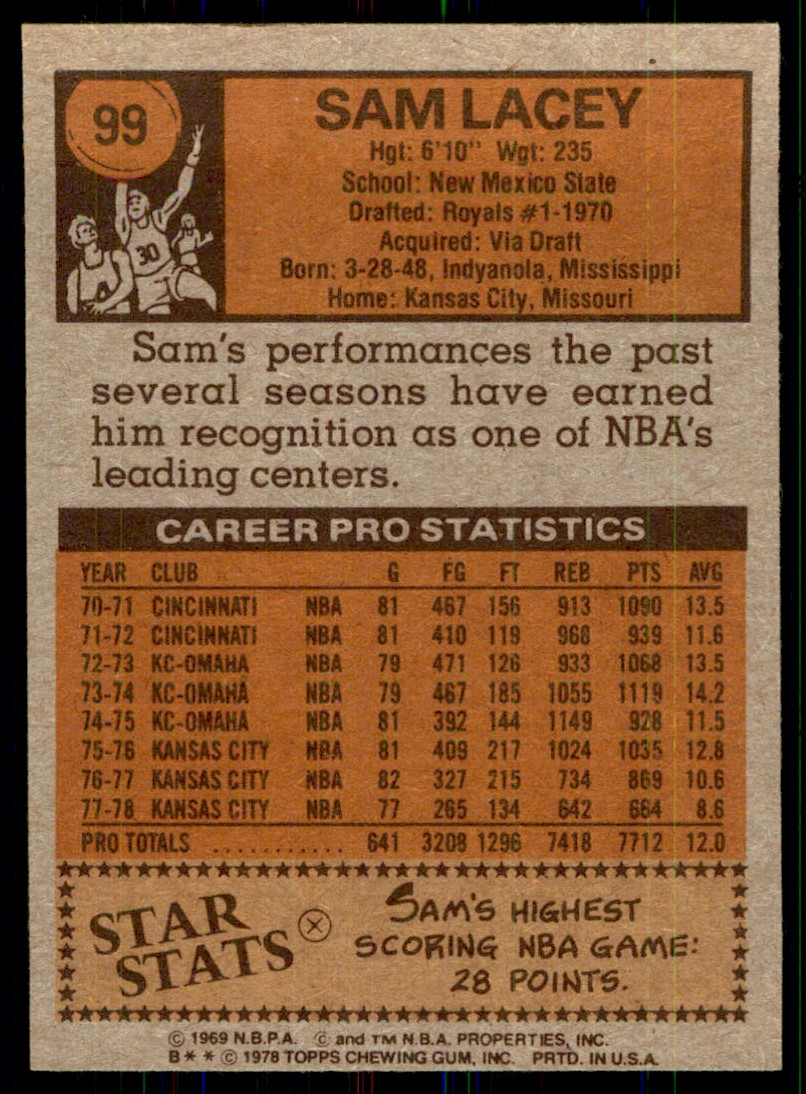 99
SAM LACEY
Hgt: 6'10" Wgt: 235
School: New Mexico State
Drafted: Royals #1-1970
Acquired: Via Draft
Born: 3-28-48, Indyanola, Mississippi
Home: Kansas City, Missouri
30
Sam's performances the past
several seasons have earned
him recognition as one of NBA's
leading centers.
CAREER PRO STATISTICS
YEAR CLUB G FG FT REB PTS AVG
70-71 CINCINNATI NBA 81 467 156 913 1090 13.5
71-72 CINCINNATI NBA 81 410 119 968 939 11.6
72-73 KC-OMAHA NBA 79 471 126 933 1068 13.5
73-74 KC-OMAHA NBA 79 467 185 1055 1119 14.2
74-75 KC-OMAHA NBA 81 392 144 1149 928 11.5
75-76 KANSAS CITY NBA 81 409 217 1024 1035 12.8
76-77 KANSAS CITY NBA 82 327 215 734 869 10.6
77-78 KANSAS CITY NBA 77 265 134 642 664 8.6
PRO TOTALS ........... 641 3208 1296 7418 7712 12.0
STAR
STATS
SAM'S HIGHEST
SCORING NBA GAME:
28 POINTS.
© 1969 N.B.P.A. © and TM N.B.A. PROPERTIES, INC.
B** © 1978 TOPPS CHEWING GUM, INC. PRTD. IN U.S.A.